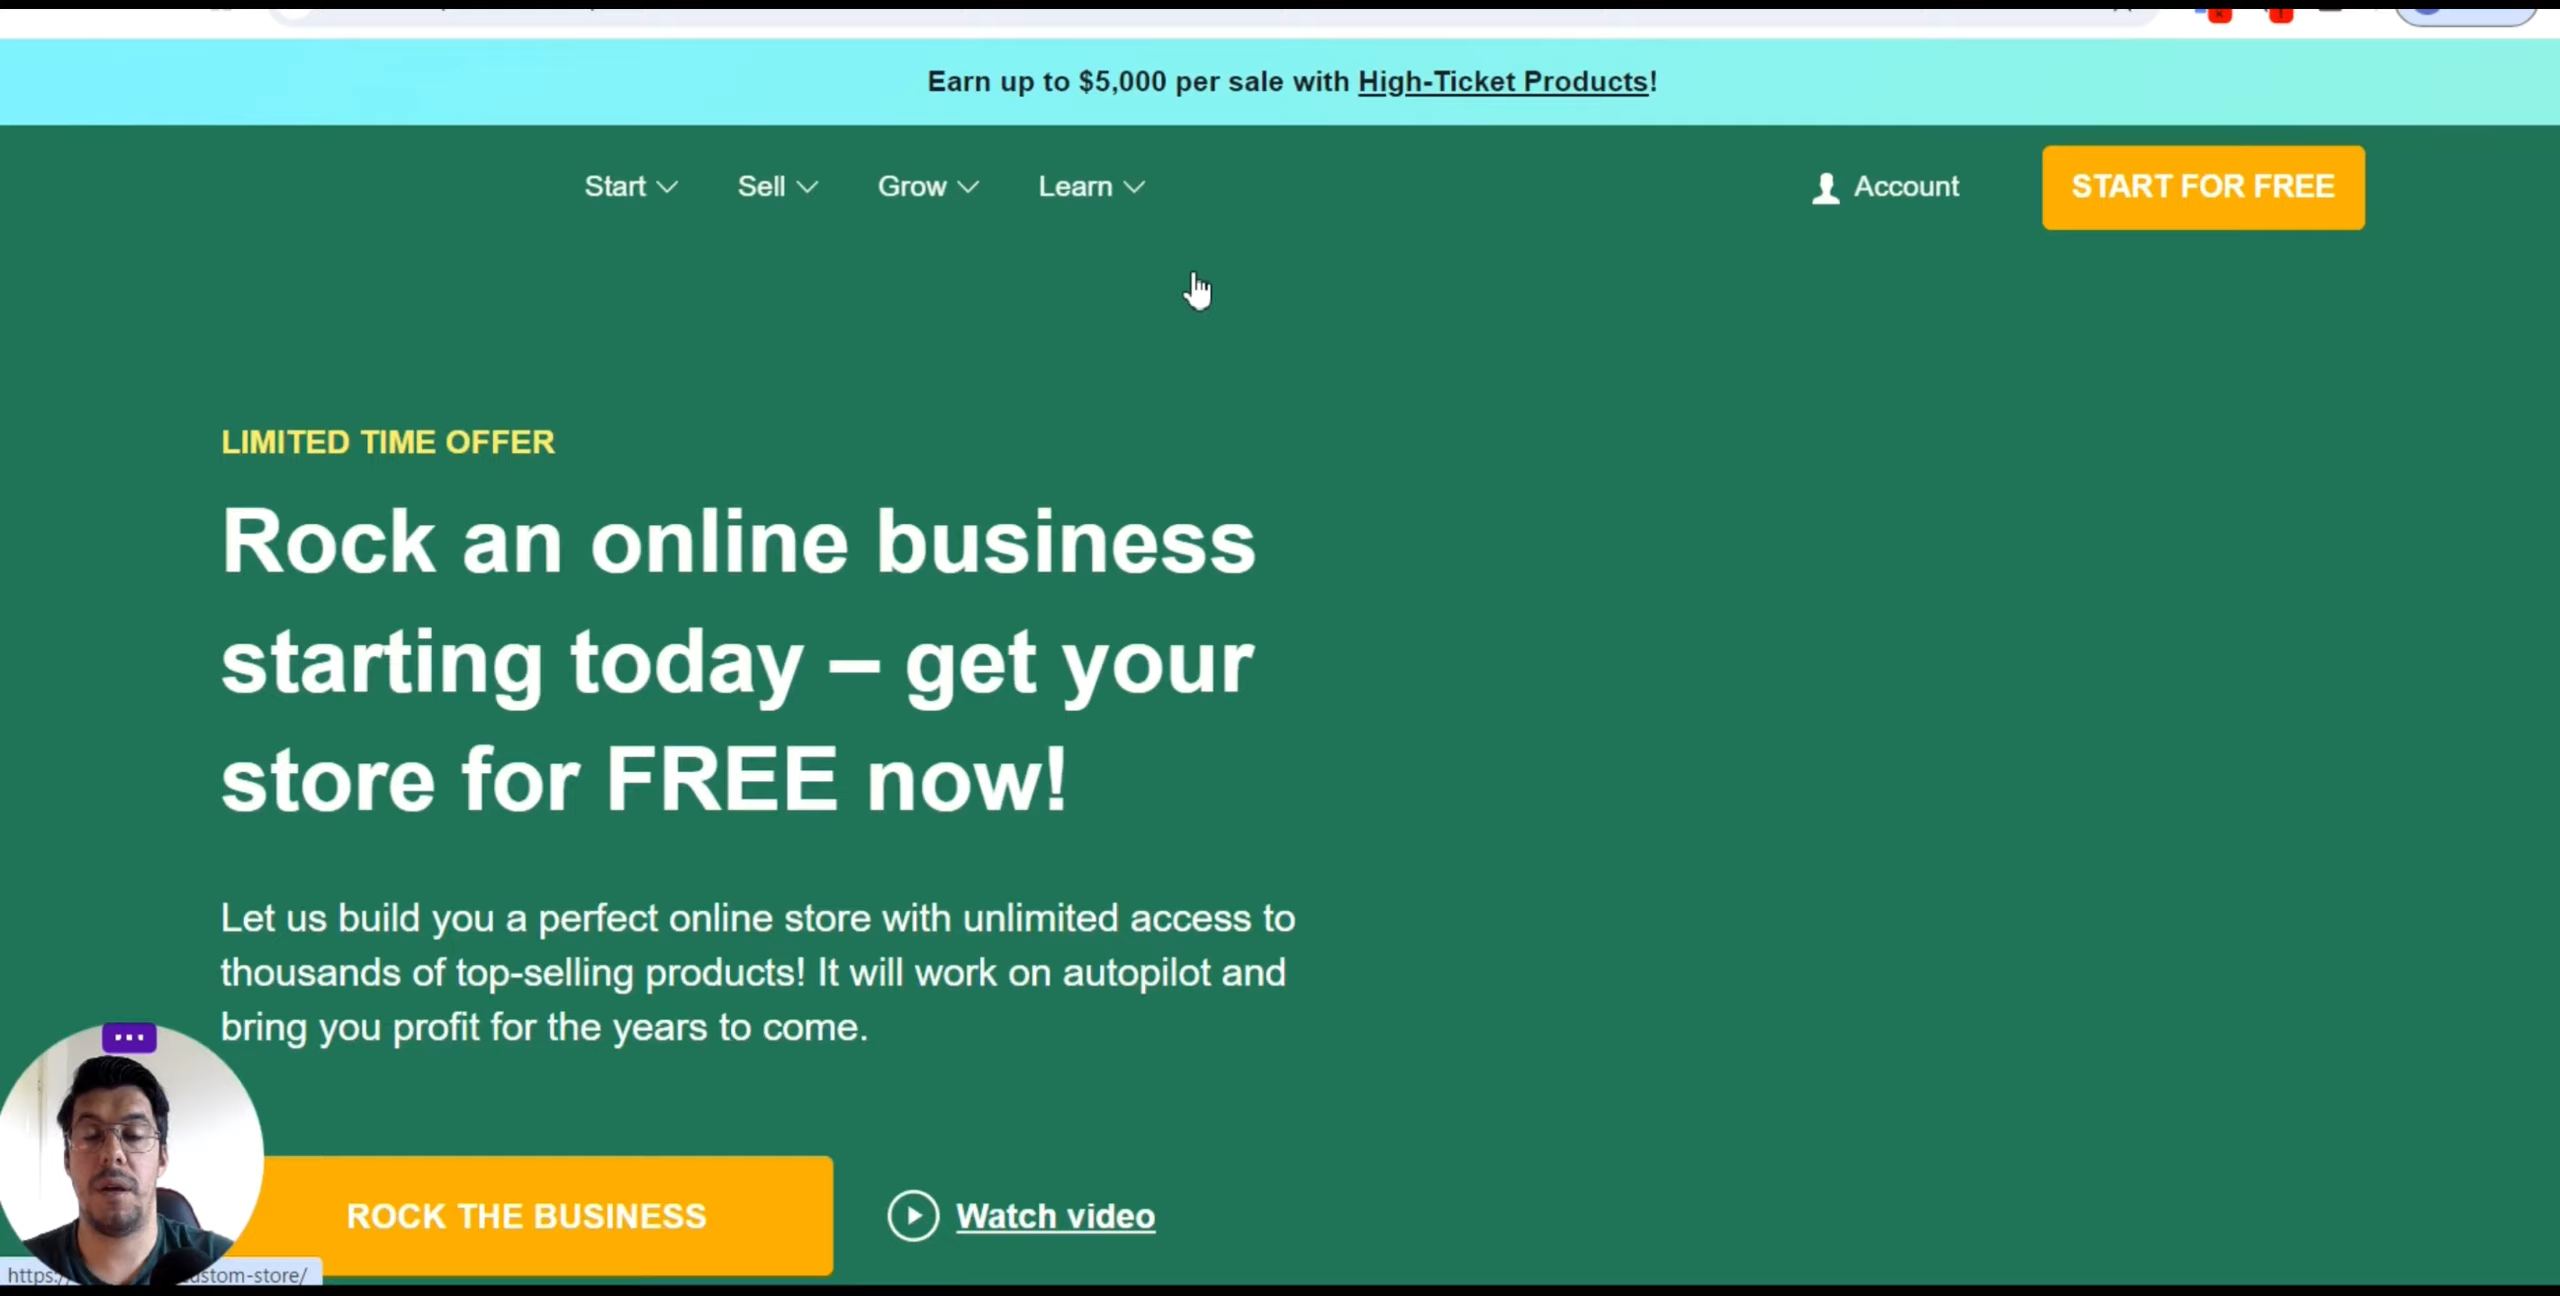 Earn up to $5,000 per sale with High-Ticket Products!
Start Sell Grow Learn Account START FOR FREE
LIMITED TIME OFFER
Rock an online business
starting today – get your
store for FREE now!
Let us build you a perfect online store with unlimited access to
thousands of top-selling products! It will work on autopilot and
bring you profit for the years to come.
ROCK THE BUSINESS Watch video
https:/ stom-store/